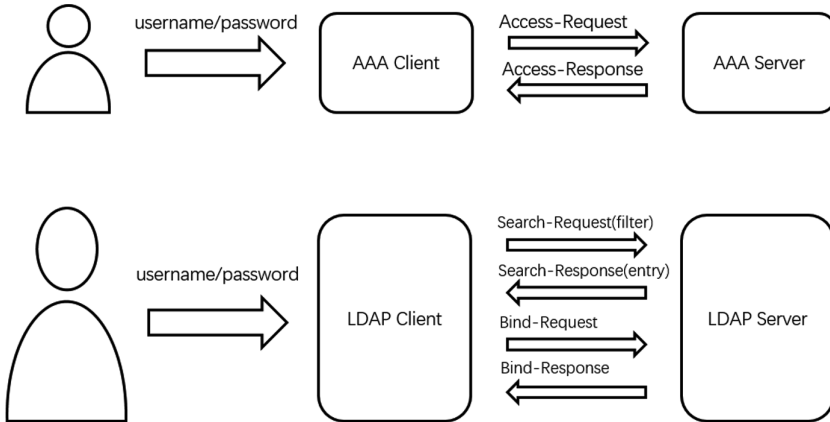 username/password
AAA Client
Access-Request
Access-Response
AAA Server
username/password
LDAP Client
Search-Request(filter)
Search-Response(entry)
Bind-Request
Bind-Response
LDAP Server